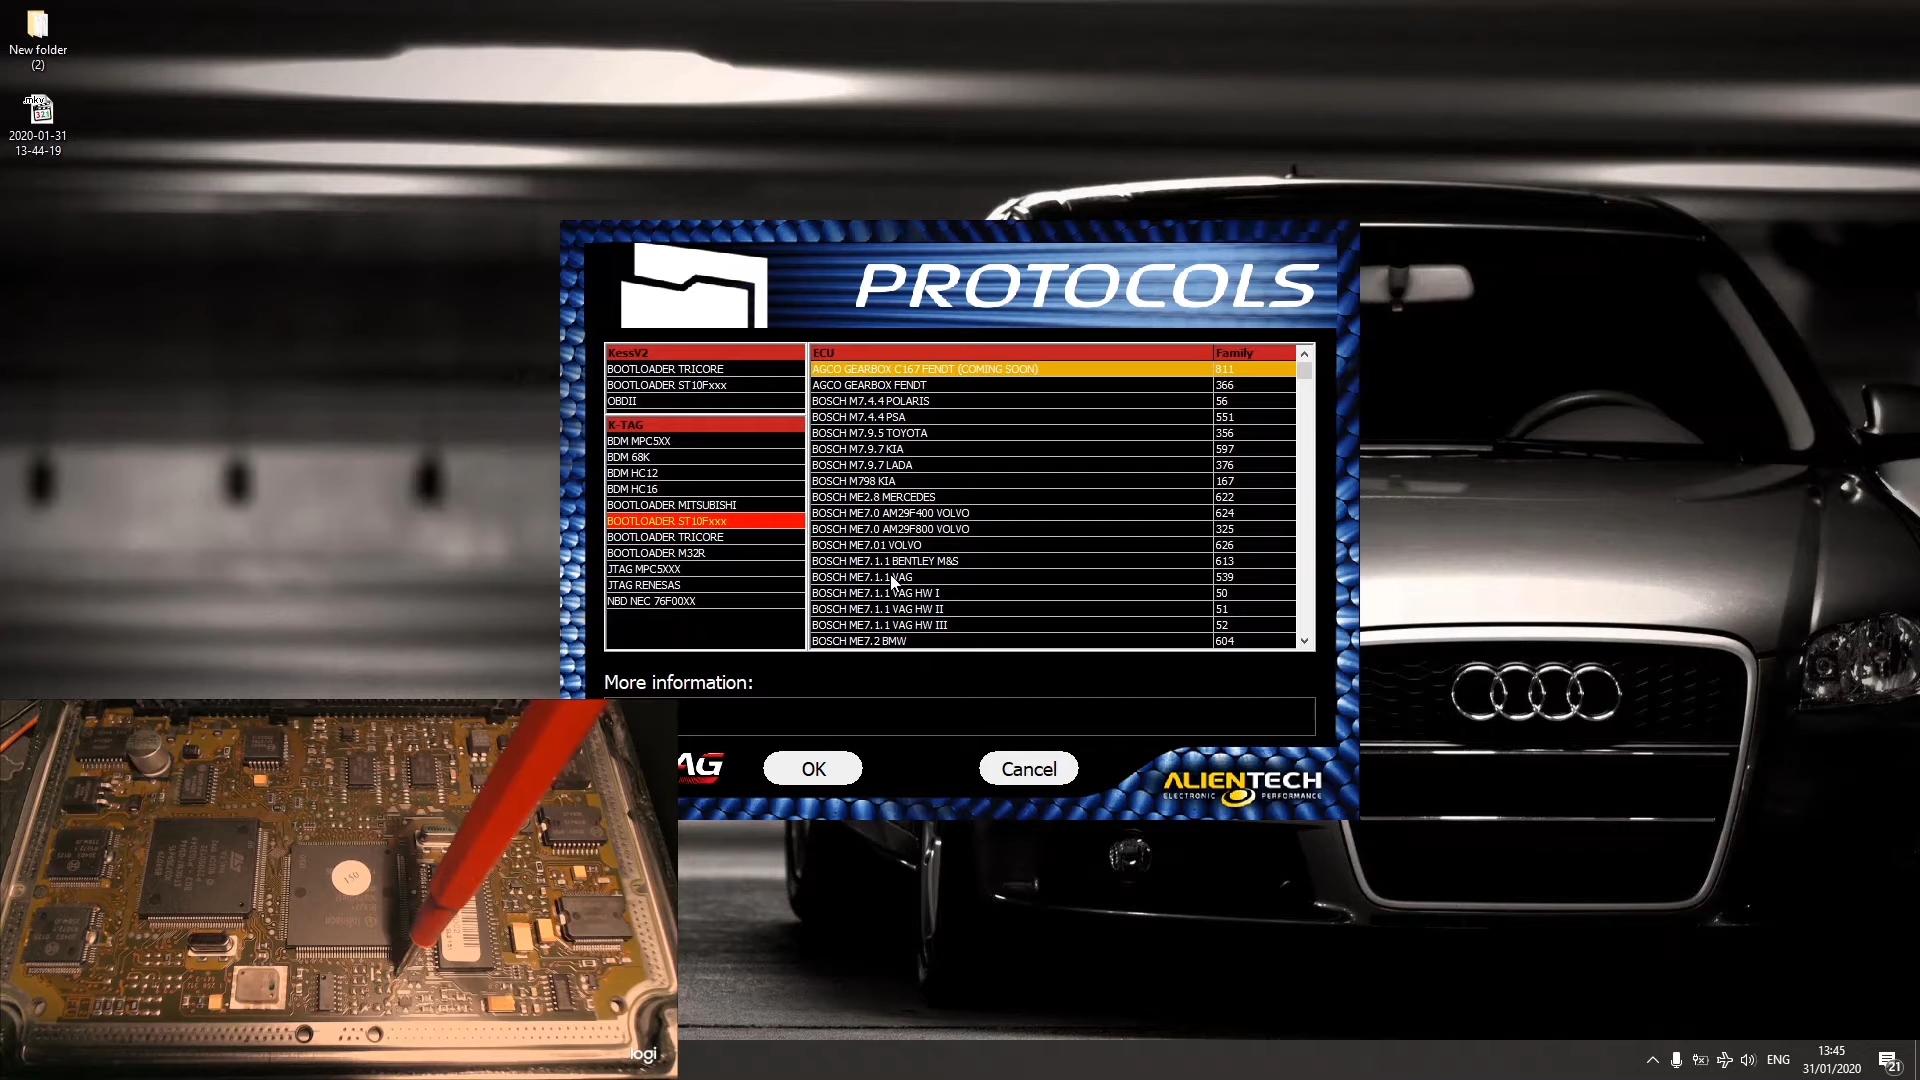 New folder
(2)
.mkv
321
2020-01-31
13-44-19
PROTOCOLS
KessV2
BOOTLOADER TRICORE
BOOTLOADER ST10Fxxx
OBDII
K-TAG
BDM MPC5XX
BDM 68K
BDM HC12
BDM HC16
BOOTLOADER MITSUBISHI
BOOTLOADER ST10Fxxx
BOOTLOADER TRICORE
BOOTLOADER M32R
JTAG MPC5XXX
JTAG RENESAS
NBD NEC 76F00XX
ECU Family
AGCO GEARBOX C167 FENDT (COMING SOON) 811
AGCO GEARBOX FENDT 366
BOSCH M7.4.4 POLARIS 56
BOSCH M7.4.4 PSA 551
BOSCH M7.9.5 TOYOTA 356
BOSCH M7.9.7 KIA 597
BOSCH M7.9.7 LADA 376
BOSCH M798 KIA 167
BOSCH ME2.8 MERCEDES 622
BOSCH ME7.0 AM29F400 VOLVO 624
BOSCH ME7.0 AM29F800 VOLVO 325
BOSCH ME7.01 VOLVO 626
BOSCH ME7.1.1 BENTLEY M&S 613
BOSCH ME7.1.1 VAG 539
BOSCH ME7.1.1 VAG HW I 50
BOSCH ME7.1.1 VAG HW II 51
BOSCH ME7.1.1 VAG HW III 52
BOSCH ME7.2 BMW 604
More information:
AG
OK
Cancel
ALIENTECH
ELECTRONIC PERFORMANCE
150
logi
ENG
13:45
31/01/2020
21